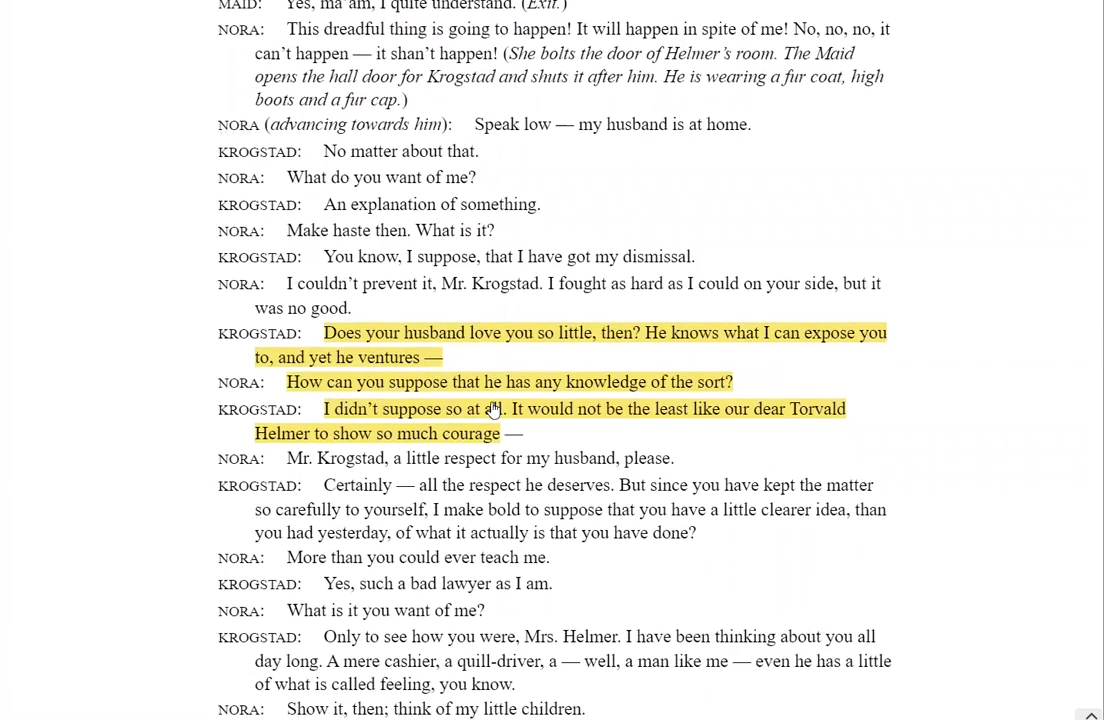 MAID: Yes, ma'am, I quite understand. (Exit.)
NORA: This dreadful thing is going to happen! It will happen in spite of me! No, no, no, it
can't happen — it shan't happen! (She bolts the door of Helmer's room. The Maid
opens the hall door for Krogstad and shuts it after him. He is wearing a fur coat, high
boots and a fur cap.)
NORA (advancing towards him): Speak low — my husband is at home.
KROGSTAD: No matter about that.
NORA: What do you want of me?
KROGSTAD: An explanation of something.
NORA: Make haste then. What is it?
KROGSTAD: You know, I suppose, that I have got my dismissal.
NORA: I couldn't prevent it, Mr. Krogstad. I fought as hard as I could on your side, but it
was no good.
KROGSTAD: Does your husband love you so little, then? He knows what I can expose you
to, and yet he ventures —
NORA: How can you suppose that he has any knowledge of the sort?
KROGSTAD: I didn't suppose so at all. It would not be the least like our dear Torvald
Helmer to show so much courage —
NORA: Mr. Krogstad, a little respect for my husband, please.
KROGSTAD: Certainly — all the respect he deserves. But since you have kept the matter
so carefully to yourself, I make bold to suppose that you have a little clearer idea, than
you had yesterday, of what it actually is that you have done?
NORA: More than you could ever teach me.
KROGSTAD: Yes, such a bad lawyer as I am.
NORA: What is it you want of me?
KROGSTAD: Only to see how you were, Mrs. Helmer. I have been thinking about you all
day long. A mere cashier, a quill-driver, a — well, a man like me — even he has a little
of what is called feeling, you know.
NORA: Show it, then; think of my little children.